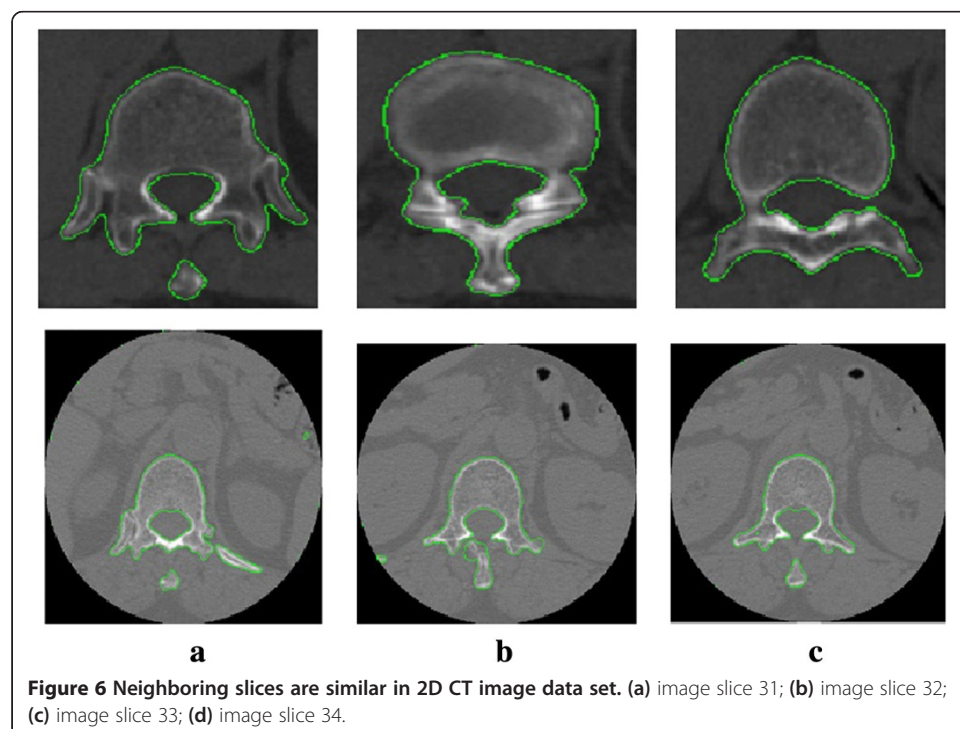 a b c
Figure 6 Neighboring slices are similar in 2D CT image data set. (a) image slice 31; (b) image slice 32;
(c) image slice 33; (d) image slice 34.